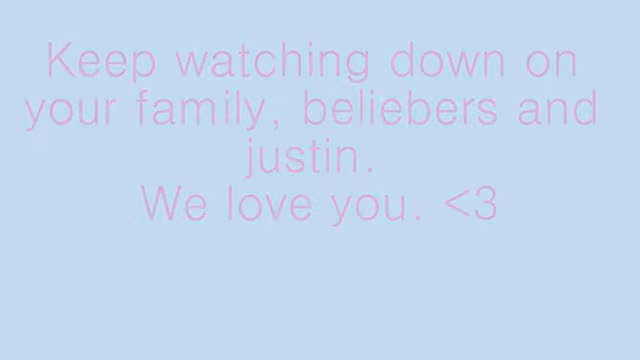 Keep watching down on
your family, beliebers and
justin.
We love you. <3